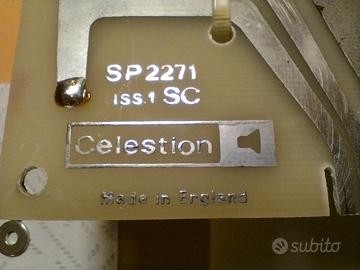 SP2271
iss.1 SC
Celestion
Made in England
subito